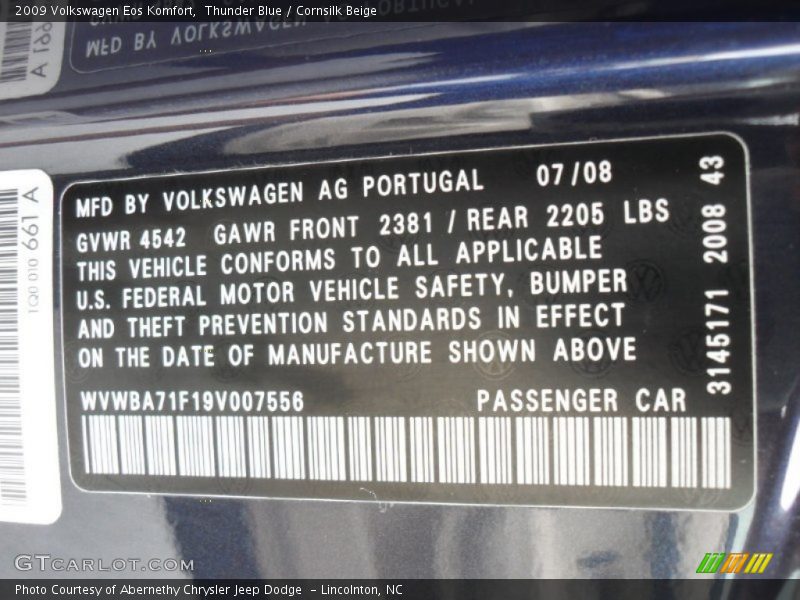 2009 Volkswagen Eos Komfort, Thunder Blue / Cornsilk Beige
MFD BY VOLKSWAGEN AG PORTUGAL 07/08
GVWR 4542 GAWR FRONT 2381 / REAR 2205 LBS
THIS VEHICLE CONFORMS TO ALL APPLICABLE
U.S. FEDERAL MOTOR VEHICLE SAFETY, BUMPER
AND THEFT PREVENTION STANDARDS IN EFFECT
ON THE DATE OF MANUFACTURE SHOWN ABOVE
WVWBA71F19V007556 PASSENGER CAR
3145171 2008 43
1Q0 010 661 A
GTCARLOT.COM
Photo Courtesy of Abernethy Chrysler Jeep Dodge - Lincolnton, NC